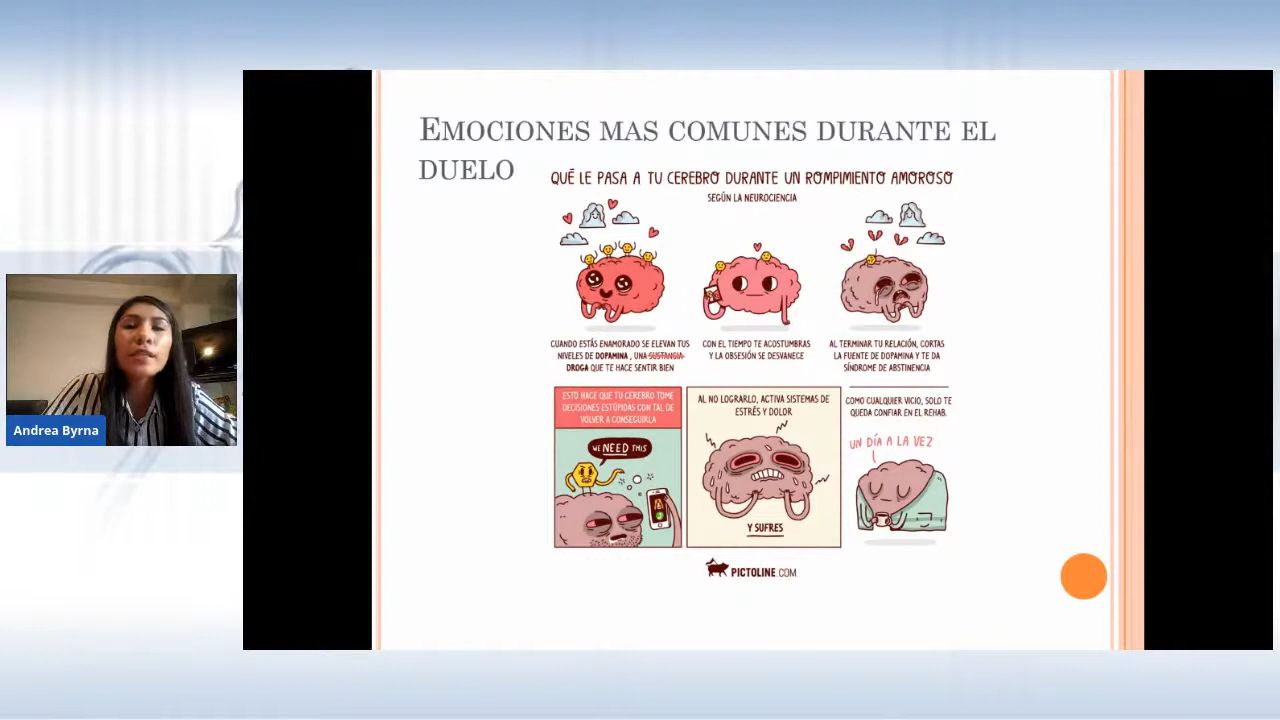 EMOCIONES MAS COMUNES DURANTE EL
DUELO
QUÉ LE PASA A TU CEREBRO DURANTE UN ROMPIMIENTO AMOROSO
SEGÚN LA NEUROCIENCIA
CUANDO ESTÁS ENAMORADO SE ELEVAN TUS
NIVELES DE DOPAMINA , UNA SUSTANGIA
DROGA QUE TE HACE SENTIR BIEN
CON EL TIEMPO TE ACOSTUMBRAS
Y LA OBSESIÓN SE DESVANECE
AL TERMINAR TU RELACIÓN, CORTAS
LA FUENTE DE DOPAMINA Y TE DA
SÍNDROME DE ABSTINENCIA
ESTO HACE QUE TU CEREBRO TOME
DECISIONES ESTÚPIDAS CON TAL DE
VOLVER A CONSEGUIRLA
WE NEED THIS
AL NO LOGRARLO, ACTIVA SISTEMAS DE
ESTRÉS Y DOLOR
Y SUFRES
COMO CUALQUIER VICIO, SOLO TE
QUEDA CONFIAR EN EL REHAB.
UN DÍA A LA VEZ
PICTOLINE.COM
Andrea Byrna